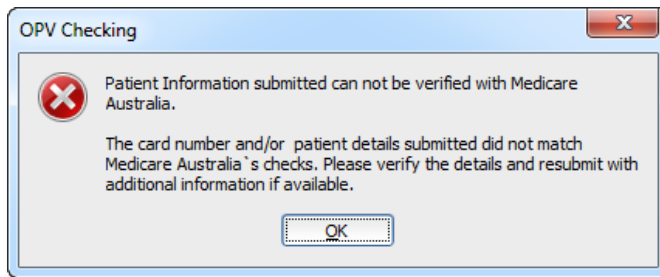 OPV Checking
Patient Information submitted can not be verified with Medicare
Australia.
The card number and/or patient details submitted did not match
Medicare Australia`s checks. Please verify the details and resubmit with
additional information if available.
OK